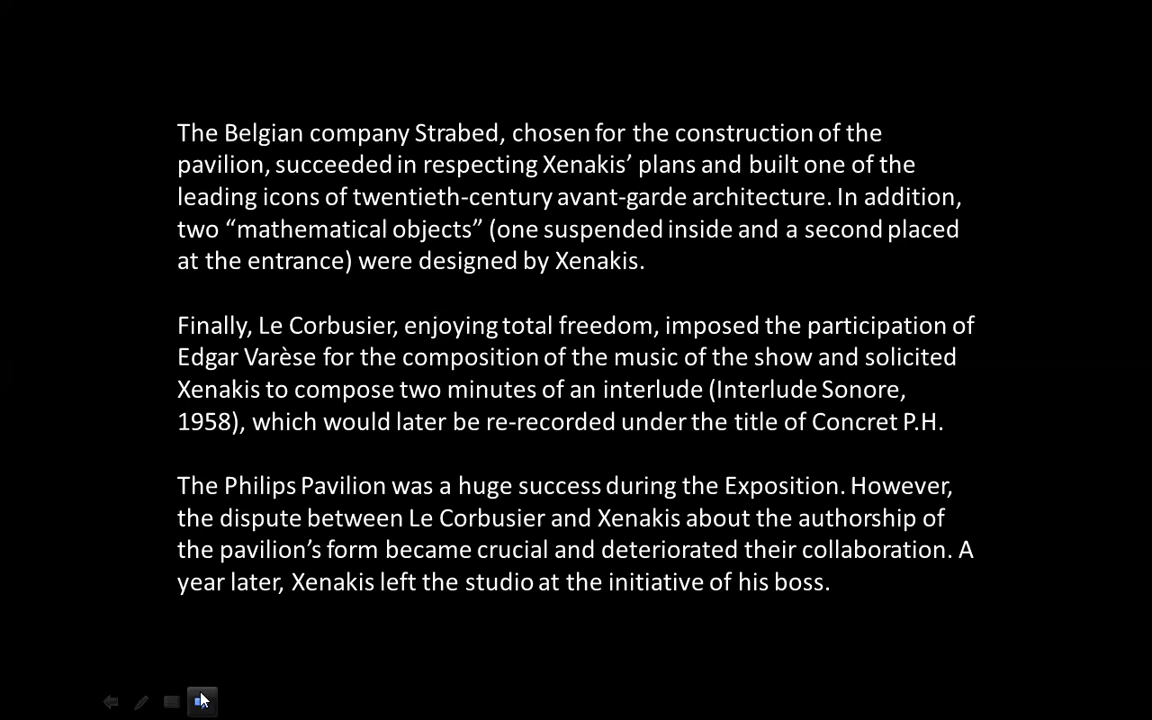 The Belgian company Strabed, chosen for the construction of the
pavilion, succeeded in respecting Xenakis’ plans and built one of the
leading icons of twentieth-century avant-garde architecture. In addition,
two “mathematical objects” (one suspended inside and a second placed
at the entrance) were designed by Xenakis.
Finally, Le Corbusier, enjoying total freedom, imposed the participation of
Edgar Varèse for the composition of the music of the show and solicited
Xenakis to compose two minutes of an interlude (Interlude Sonore,
1958), which would later be re-recorded under the title of Concret P.H.
The Philips Pavilion was a huge success during the Exposition. However,
the dispute between Le Corbusier and Xenakis about the authorship of
the pavilion’s form became crucial and deteriorated their collaboration. A
year later, Xenakis left the studio at the initiative of his boss.